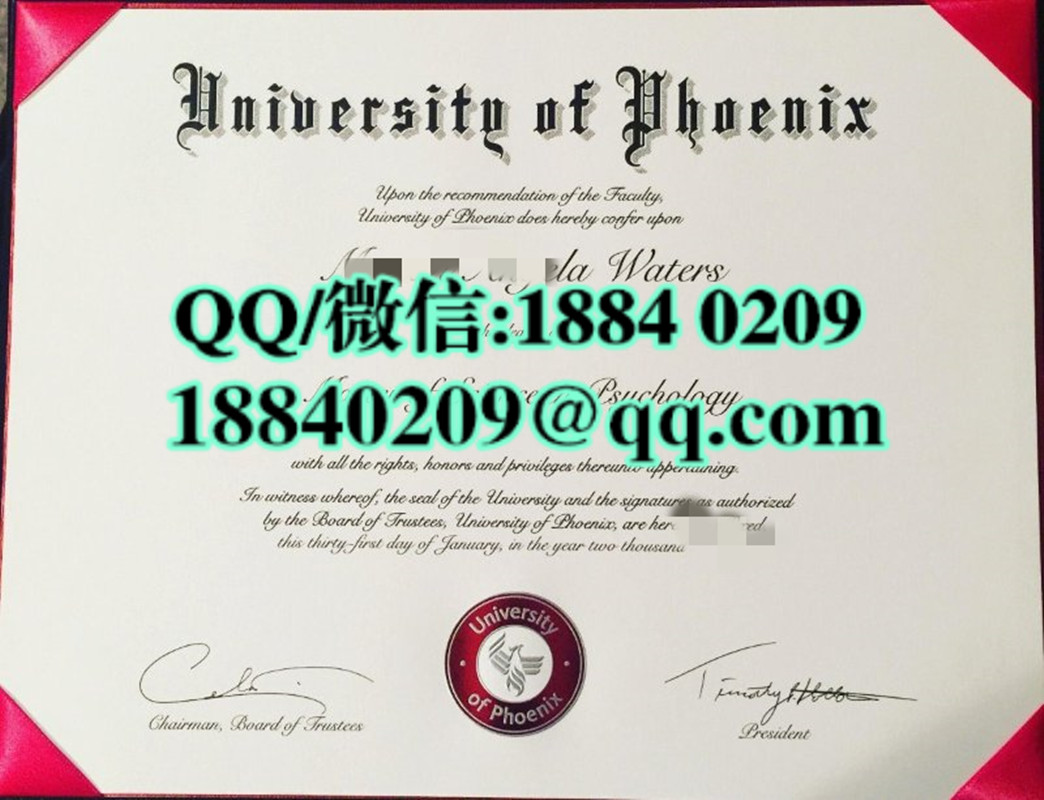 University of Phoenix
Upon the recommendation of the Faculty,
University of Phoenix does hereby confer upon
Waters
QQ/微信:1884 0209
Psychology
18840209@qq.com
with all the rights, honors and privileges thereunto appertaining.
In witness whereof, the seal of the University and the signatures as authorized
by the Board of Trustees, University of Phoenix, are
this thirty-first day of January, in the year two thousand
University
of Phoenix
Chairman, Board of Trustees
President